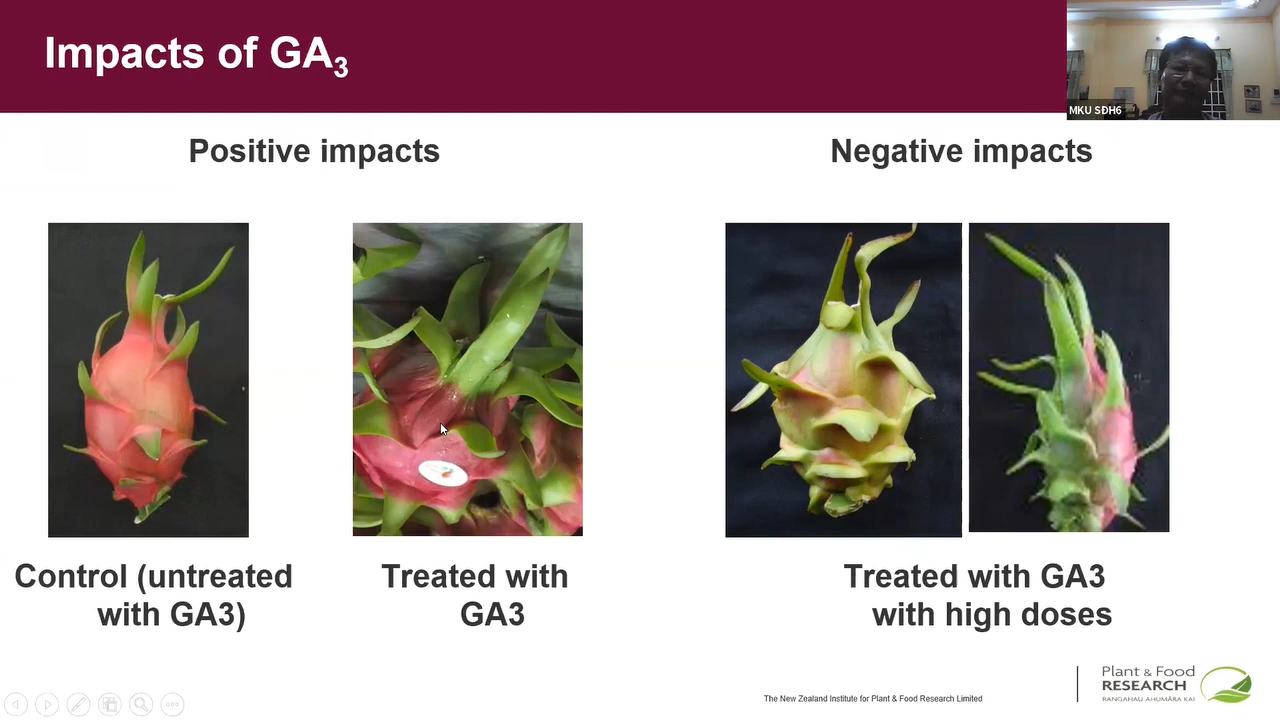 Impacts of GA3
MKU SĐH6
Positive impacts
Negative impacts
Control (untreated
with GA3)
Treated with
GA3
Treated with GA3
with high doses
The New Zealand Institute for Plant & Food Research Limited
Plant & Food
RESEARCH
RANGAHAU AHUMĀRA KAI